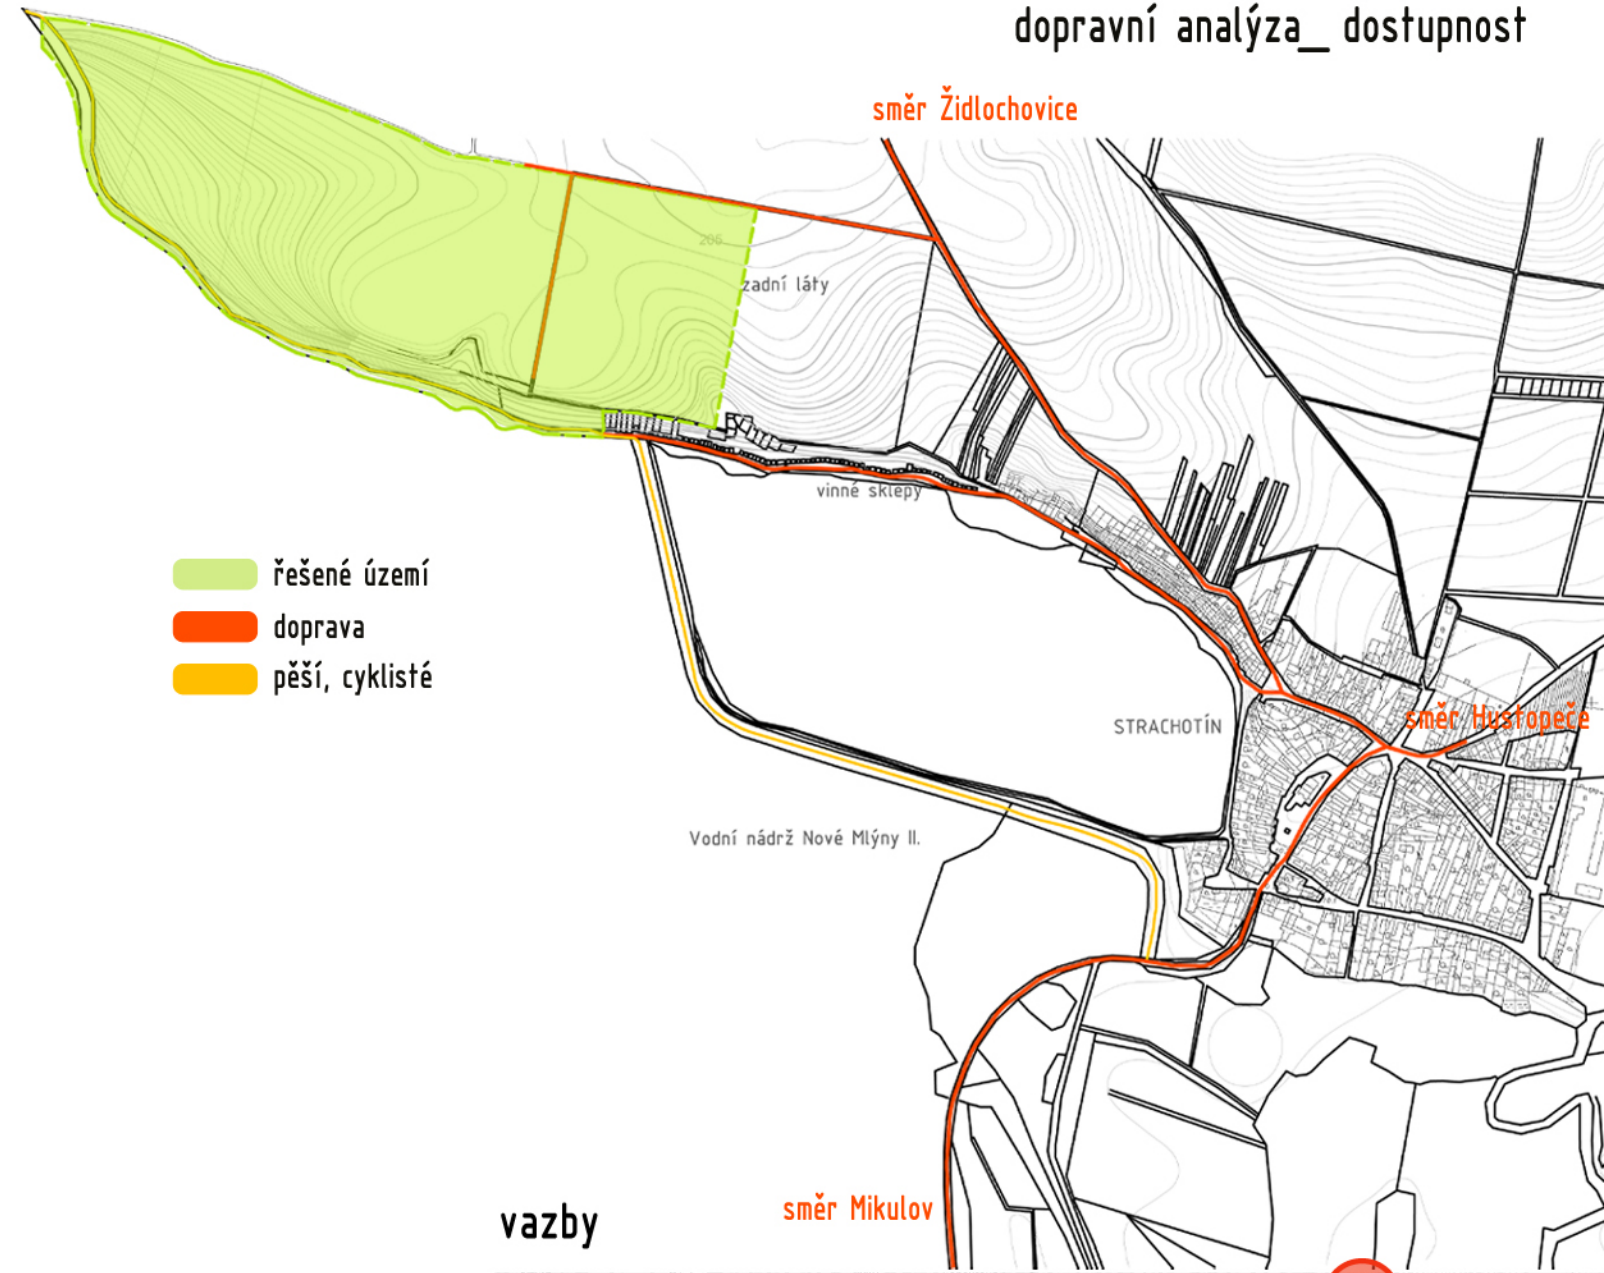 dopravní analýza_ dostupnost
směr Židlochovice
205
zadní láty
vinné sklepy
řešené území
doprava
pěší, cyklisté
směr Hustopeče
STRACHOTÍN
Vodní nádrž Nové Mlýny II.
směr Mikulov
vazby